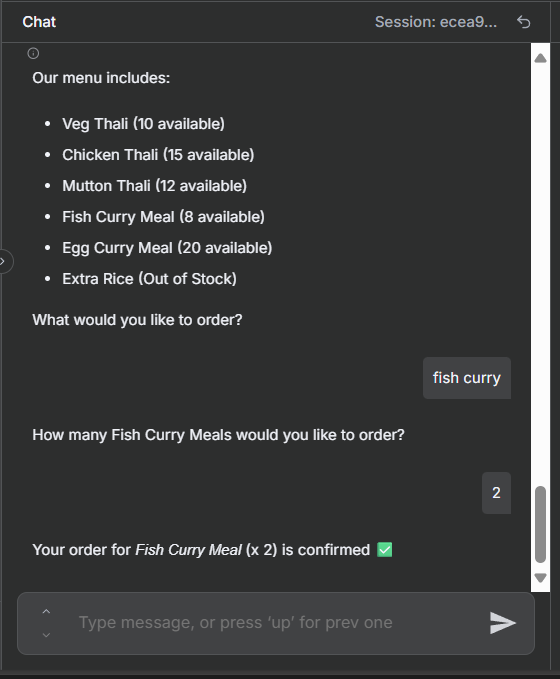 Chat
Session: ecea9...
Our menu includes:
• Veg Thali (10 available)
• Chicken Thali (15 available)
• Mutton Thali (12 available)
• Fish Curry Meal (8 available)
• Egg Curry Meal (20 available)
• Extra Rice (Out of Stock)
What would you like to order?
fish curry
How many Fish Curry Meals would you like to order?
2
Your order for Fish Curry Meal (x 2) is confirmed ✅
Type message, or press ‘up’ for prev one